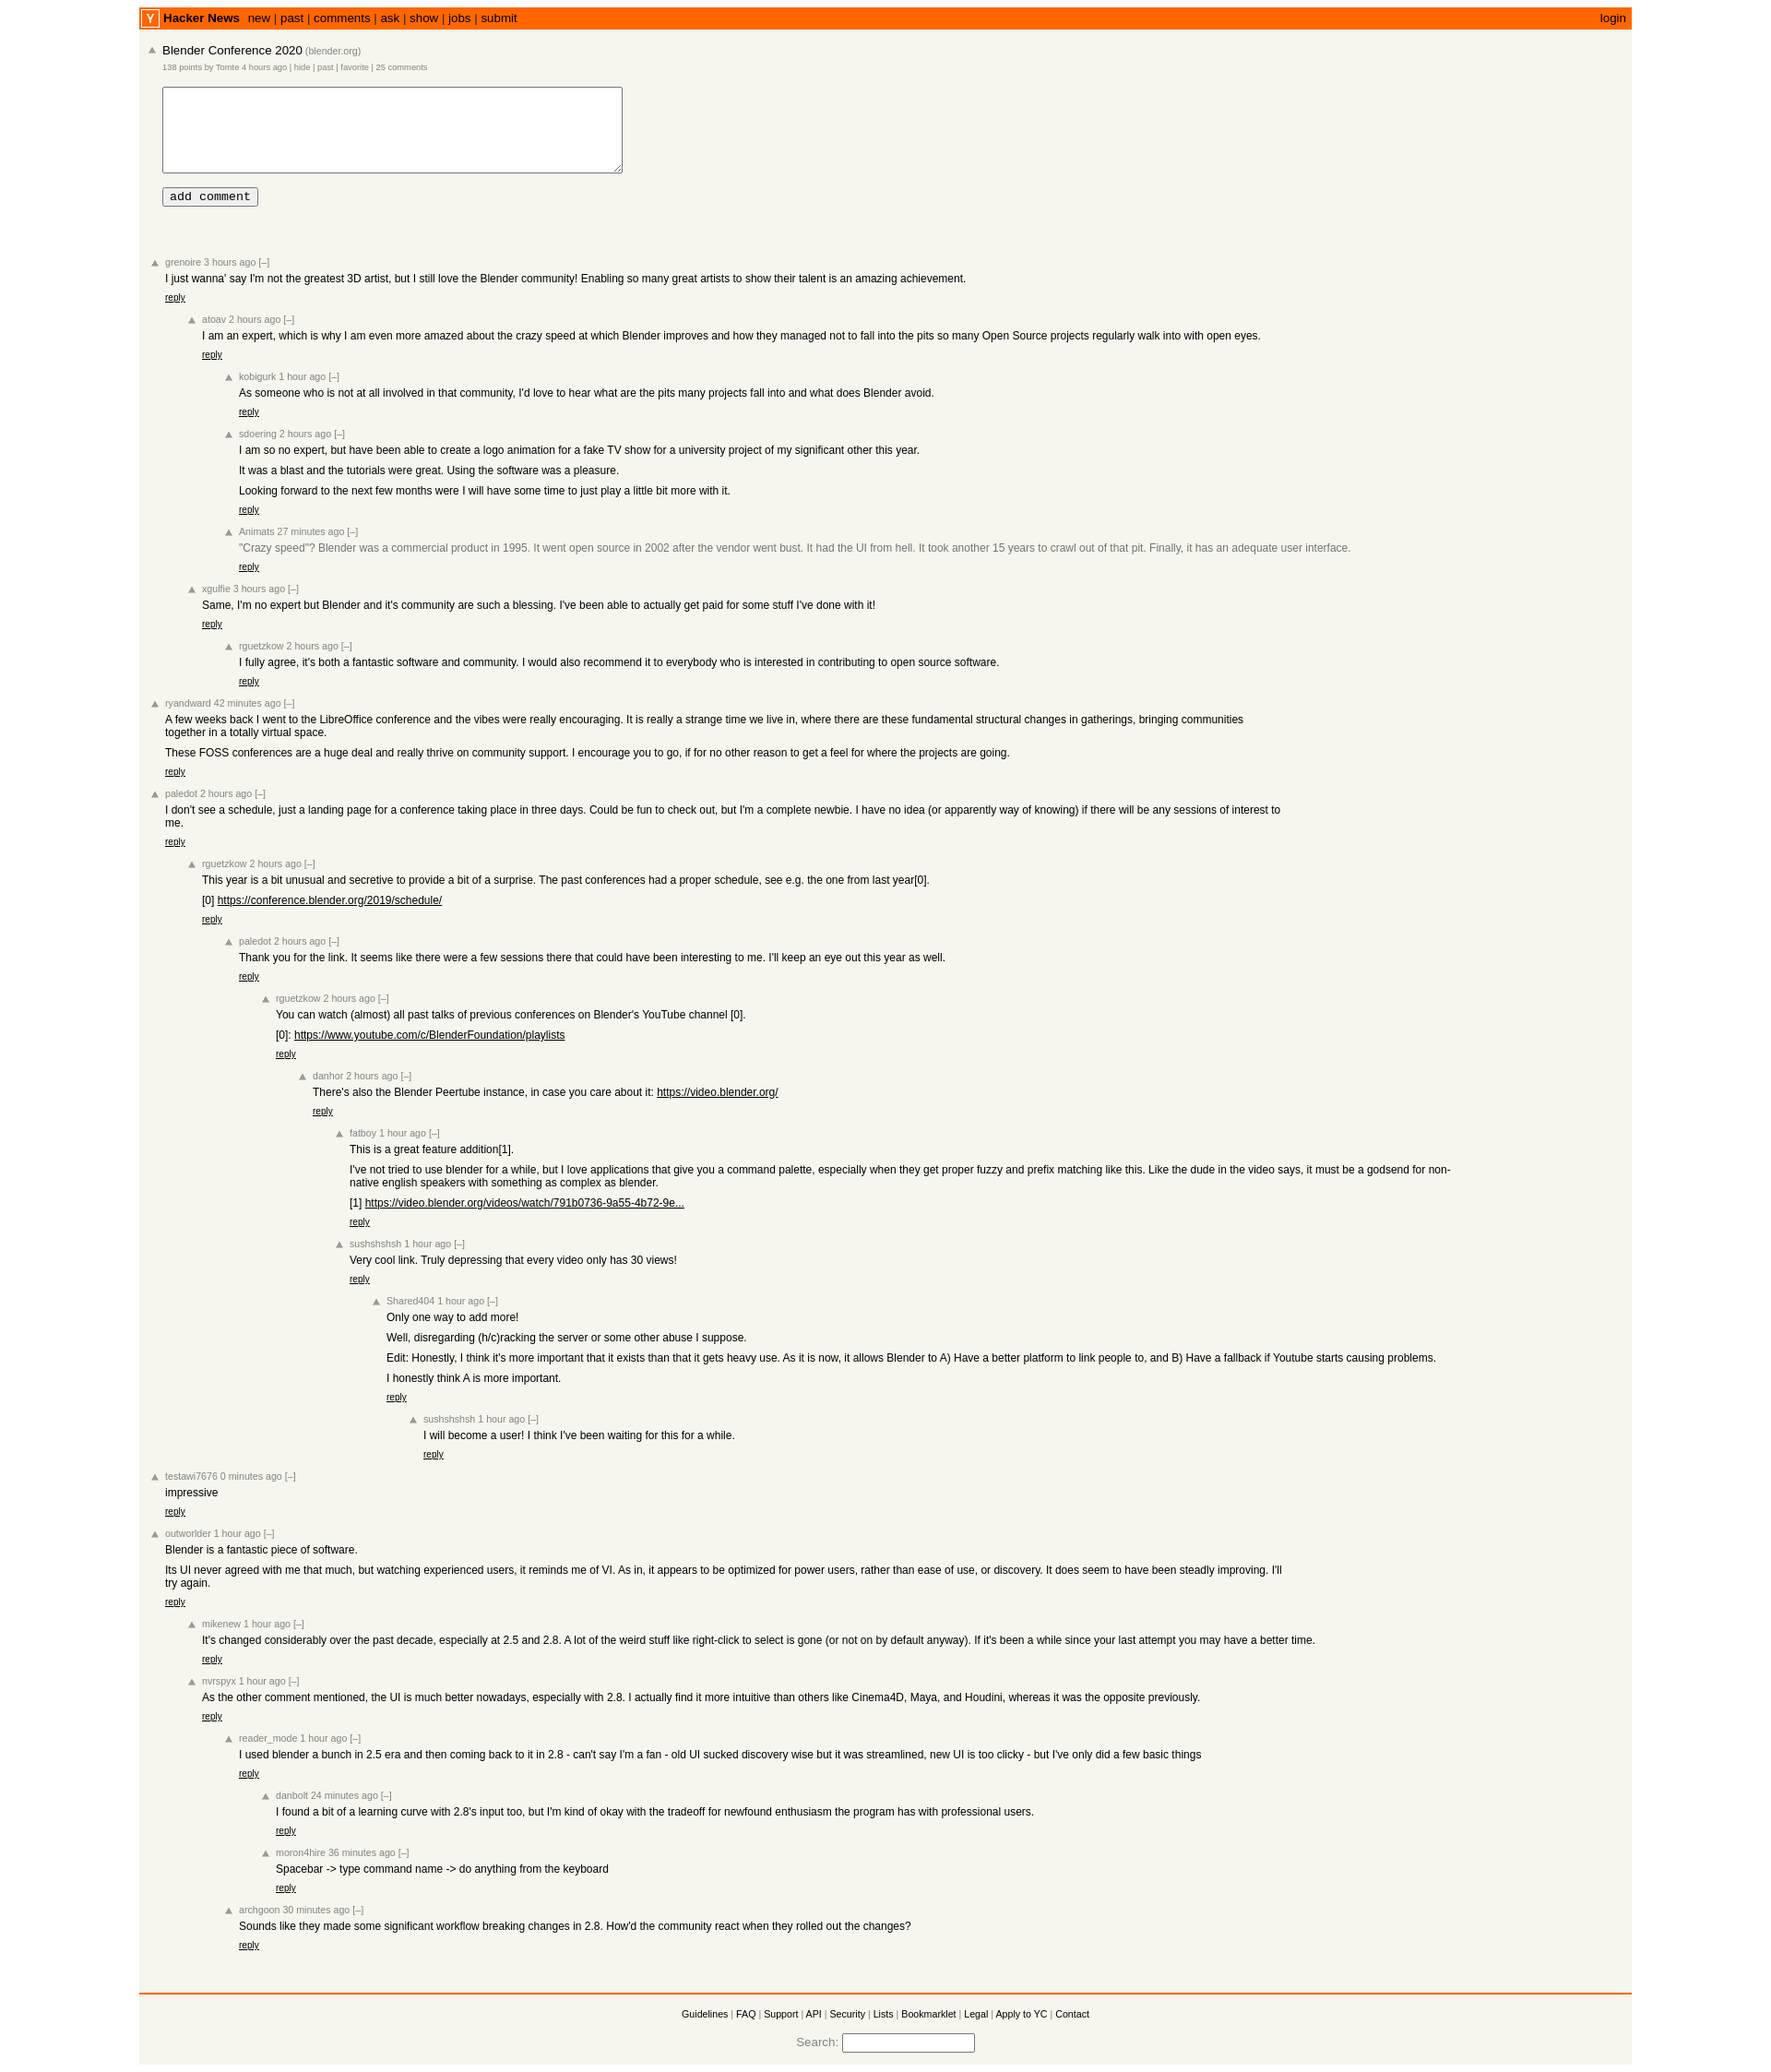 Y Hacker News new | past | comments | ask | show | jobs | submit login
Blender Conference 2020 (blender.org)
138 points by Tomte 4 hours ago | hide | past | favorite | 25 comments
add comment
grenoire 3 hours ago [–]
I just wanna' say I'm not the greatest 3D artist, but I still love the Blender community! Enabling so many great artists to show their talent is an amazing achievement.
reply
atoav 2 hours ago [–]
I am an expert, which is why I am even more amazed about the crazy speed at which Blender improves and how they managed not to fall into the pits so many Open Source projects regularly walk into with open eyes.
reply
kobigurk 1 hour ago [–]
As someone who is not at all involved in that community, I'd love to hear what are the pits many projects fall into and what does Blender avoid.
reply
sdoering 2 hours ago [–]
I am so no expert, but have been able to create a logo animation for a fake TV show for a university project of my significant other this year.
It was a blast and the tutorials were great. Using the software was a pleasure.
Looking forward to the next few months were I will have some time to just play a little bit more with it.
reply
Animats 27 minutes ago [–]
"Crazy speed"? Blender was a commercial product in 1995. It went open source in 2002 after the vendor went bust. It had the UI from hell. It took another 15 years to crawl out of that pit. Finally, it has an adequate user interface.
reply
xgulfie 3 hours ago [–]
Same, I'm no expert but Blender and it's community are such a blessing. I've been able to actually get paid for some stuff I've done with it!
reply
rguetzkow 2 hours ago [–]
I fully agree, it's both a fantastic software and community. I would also recommend it to everybody who is interested in contributing to open source software.
reply
ryandward 42 minutes ago [–]
A few weeks back I went to the LibreOffice conference and the vibes were really encouraging. It is really a strange time we live in, where there are these fundamental structural changes in gatherings, bringing communities
together in a totally virtual space.
These FOSS conferences are a huge deal and really thrive on community support. I encourage you to go, if for no other reason to get a feel for where the projects are going.
reply
paledot 2 hours ago [–]
I don't see a schedule, just a landing page for a conference taking place in three days. Could be fun to check out, but I'm a complete newbie. I have no idea (or apparently way of knowing) if there will be any sessions of interest to
me.
reply
rguetzkow 2 hours ago [–]
This year is a bit unusual and secretive to provide a bit of a surprise. The past conferences had a proper schedule, see e.g. the one from last year[0].
[0] https://conference.blender.org/2019/schedule/
reply
paledot 2 hours ago [–]
Thank you for the link. It seems like there were a few sessions there that could have been interesting to me. I'll keep an eye out this year as well.
reply
rguetzkow 2 hours ago [–]
You can watch (almost) all past talks of previous conferences on Blender's YouTube channel [0].
[0]: https://www.youtube.com/c/BlenderFoundation/playlists
reply
danhor 2 hours ago [–]
There's also the Blender Peertube instance, in case you care about it: https://video.blender.org/
reply
fatboy 1 hour ago [–]
This is a great feature addition[1].
I've not tried to use blender for a while, but I love applications that give you a command palette, especially when they get proper fuzzy and prefix matching like this. Like the dude in the video says, it must be a godsend for non-
native english speakers with something as complex as blender.
[1] https://video.blender.org/videos/watch/791b0736-9a55-4b72-9e...
reply
sushshshsh 1 hour ago [–]
Very cool link. Truly depressing that every video only has 30 views!
reply
Shared404 1 hour ago [–]
Only one way to add more!
Well, disregarding (h/c)racking the server or some other abuse I suppose.
Edit: Honestly, I think it's more important that it exists than that it gets heavy use. As it is now, it allows Blender to A) Have a better platform to link people to, and B) Have a fallback if Youtube starts causing problems.
I honestly think A is more important.
reply
sushshshsh 1 hour ago [–]
I will become a user! I think I've been waiting for this for a while.
reply
testawi7676 0 minutes ago [–]
impressive
reply
outworlder 1 hour ago [–]
Blender is a fantastic piece of software.
Its UI never agreed with me that much, but watching experienced users, it reminds me of VI. As in, it appears to be optimized for power users, rather than ease of use, or discovery. It does seem to have been steadly improving. I'll
try again.
reply
mikenew 1 hour ago [–]
It's changed considerably over the past decade, especially at 2.5 and 2.8. A lot of the weird stuff like right-click to select is gone (or not on by default anyway). If it's been a while since your last attempt you may have a better time.
reply
nvrspyx 1 hour ago [–]
As the other comment mentioned, the UI is much better nowadays, especially with 2.8. I actually find it more intuitive than others like Cinema4D, Maya, and Houdini, whereas it was the opposite previously.
reply
reader_mode 1 hour ago [–]
I used blender a bunch in 2.5 era and then coming back to it in 2.8 - can't say I'm a fan - old UI sucked discovery wise but it was streamlined, new UI is too clicky - but I've only did a few basic things
reply
danbolt 24 minutes ago [–]
I found a bit of a learning curve with 2.8's input too, but I'm kind of okay with the tradeoff for newfound enthusiasm the program has with professional users.
reply
moron4hire 36 minutes ago [–]
Spacebar -> type command name -> do anything from the keyboard
reply
archgoon 30 minutes ago [–]
Sounds like they made some significant workflow breaking changes in 2.8. How'd the community react when they rolled out the changes?
reply
Guidelines | FAQ | Support | API | Security | Lists | Bookmarklet | Legal | Apply to YC | Contact
Search: